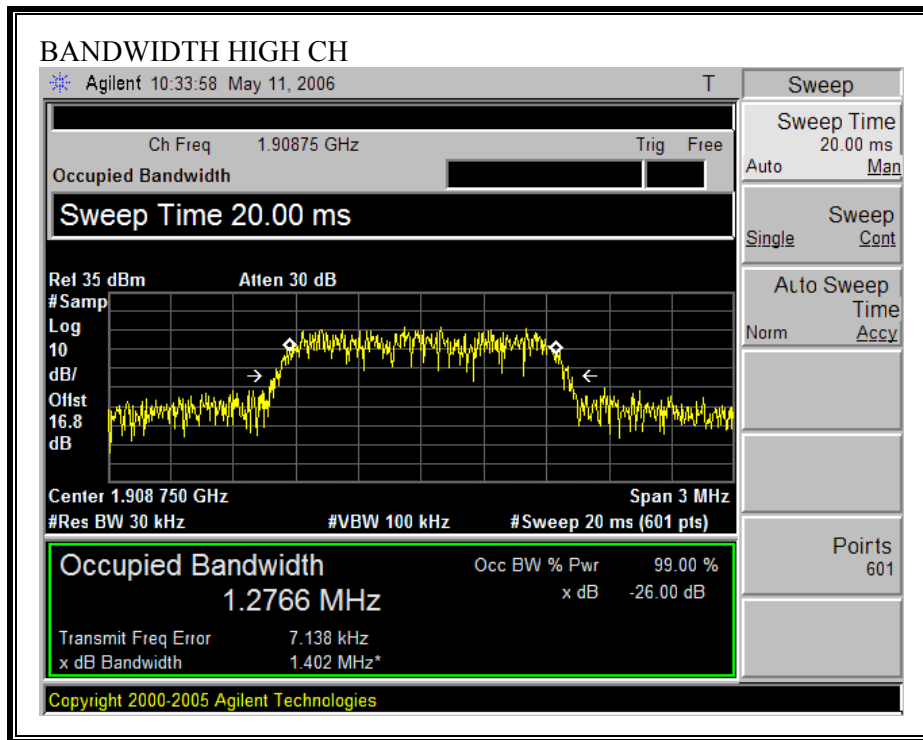 BANDWIDTH HIGH CH
Agilent 10:33:58 May 11, 2006 T
Sweep
Ch Freq 1.90875 GHz Trig Free
Occupied Bandwidth
Sweep Time 20.00 ms
Ref 35 dBm Atten 30 dB
#Samp
Log
10
dB/
Offst
16.8
dB
Center 1.908 750 GHz Span 3 MHz
#Res BW 30 kHz #VBW 100 kHz #Sweep 20 ms (601 pts)
Occupied Bandwidth Occ BW % Pwr 99.00 %
1.2766 MHz x dB -26.00 dB
Transmit Freq Error 7.138 kHz
x dB Bandwidth 1.402 MHz*
Copyright 2000-2005 Agilent Technologies
Sweep Time
20.00 ms
Auto Man
Sweep
Single Cont
Auto Sweep
Time
Norm Accy
Points
601